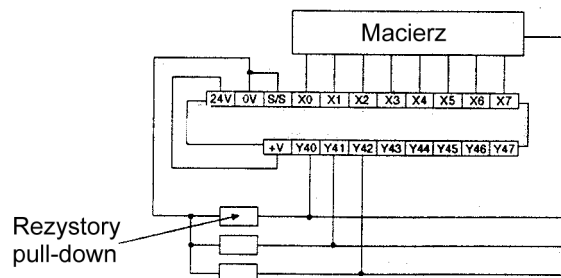 Macierz
24V 0V S/S X0 X1 X2 X3 X4 X5 X6 X7
+V Y40 Y41 Y42 Y43 Y44 Y45 Y46 Y47
Rezystory
pull-down